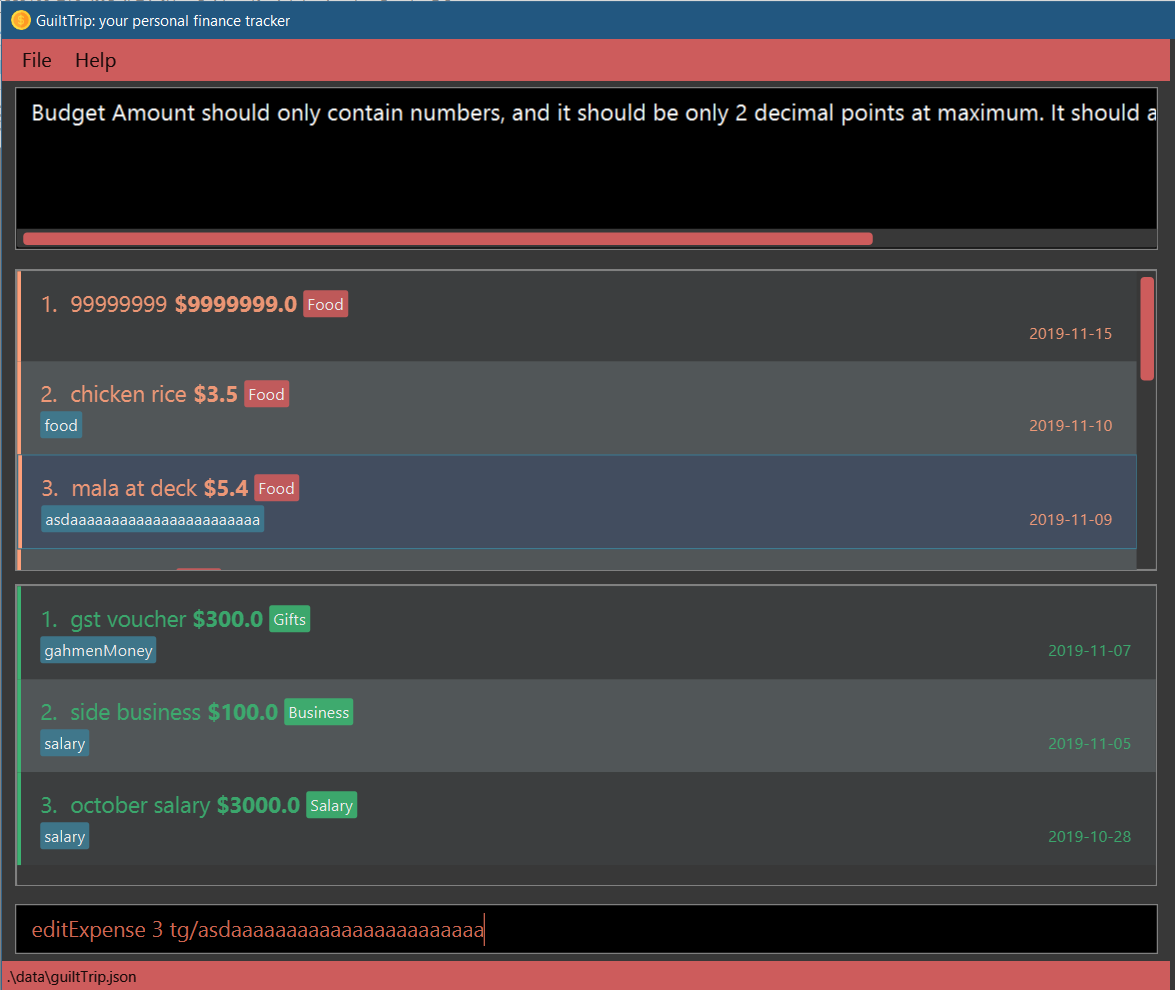 GuiltTrip: your personal finance tracker
File Help
Budget Amount should only contain numbers, and it should be only 2 decimal points at maximum. It should a
1. 99999999 $9999999.0 Food
2019-11-15
2. chicken rice $3.5 Food
food 2019-11-10
3. mala at deck $5.4 Food
asdaaaaaaaaaaaaaaaaaaaaaaa 2019-11-09
1. gst voucher $300.0 Gifts
gahmenMoney 2019-11-07
2. side business $100.0 Business
salary 2019-11-05
3. october salary $3000.0 Salary
salary 2019-10-28
editExpense 3 tg/asdaaaaaaaaaaaaaaaaaaaaaaa
.\data\guiltTrip.json